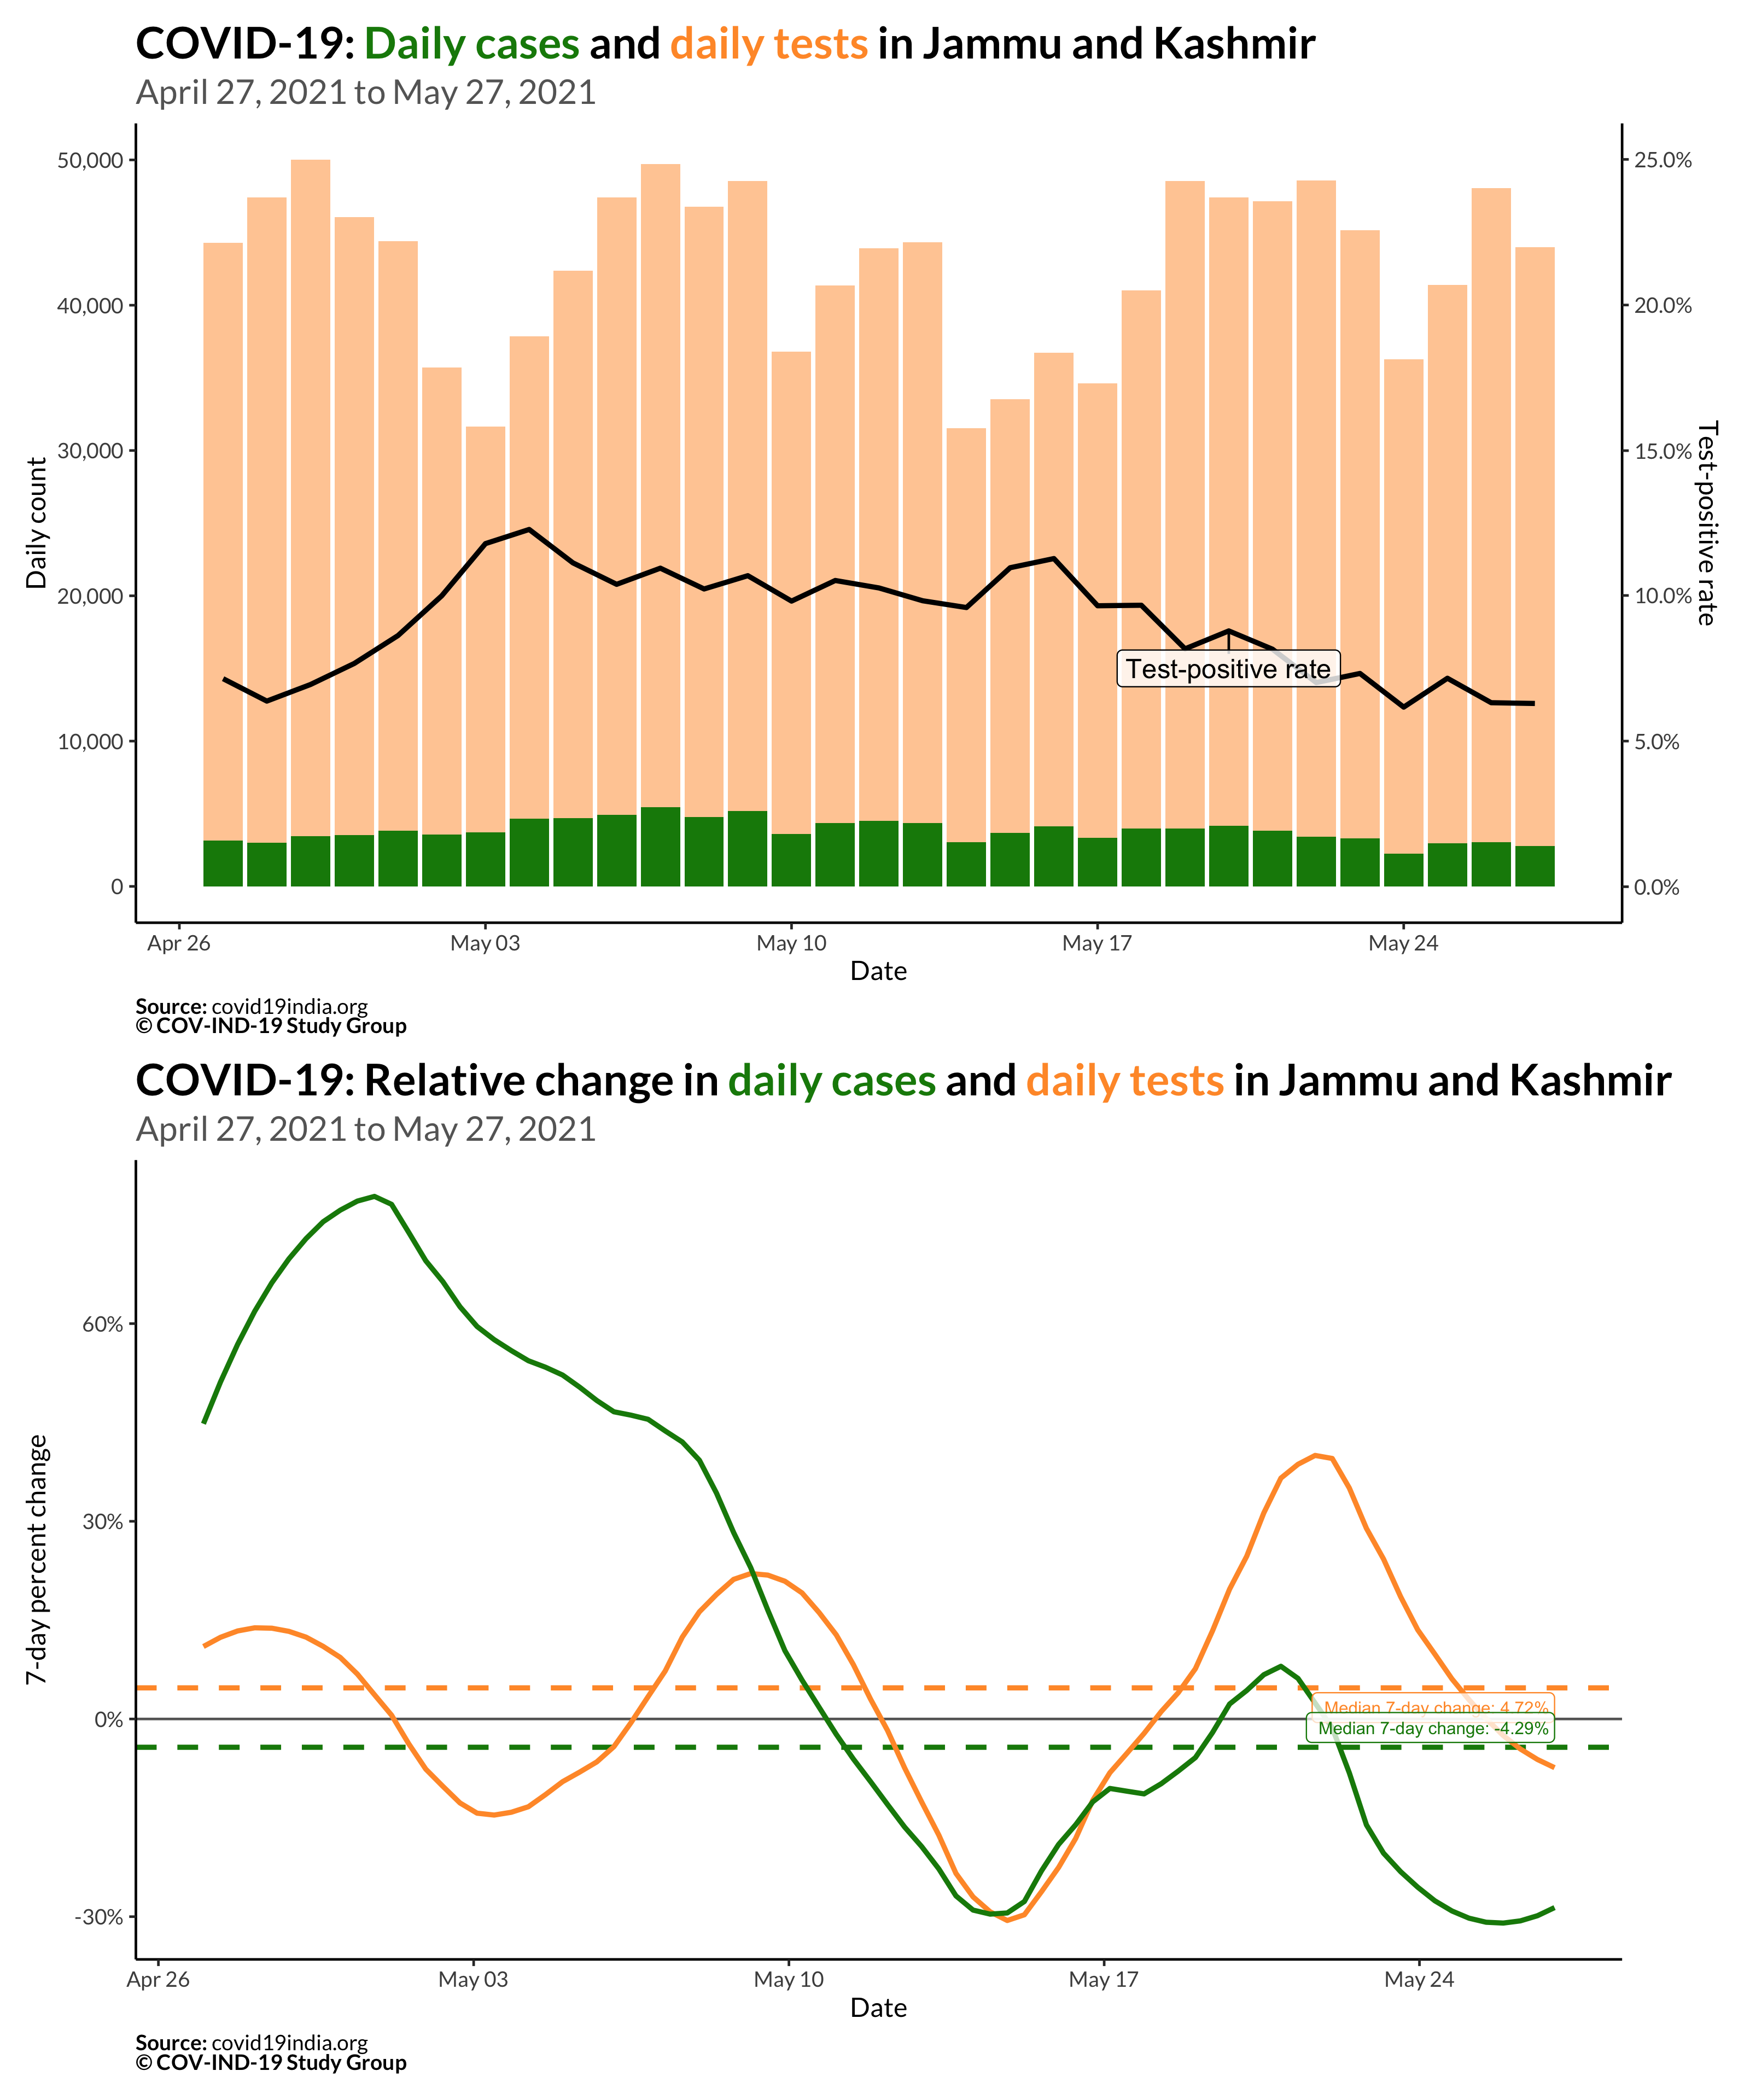 COVID-19: Daily cases and daily tests in Jammu and Kashmir
April 27, 2021 to May 27, 2021
50,000
40,000
30,000
20,000
10,000
0
Daily count
25.0%
20.0%
15.0%
10.0%
5.0%
0.0%
Test-positive rate
Test-positive rate
Apr 26
May 03
May 10
May 17
May 24
Date
Source: covid19india.org
© COV-IND-19 Study Group
COVID-19: Relative change in daily cases and daily tests in Jammu and Kashmir
April 27, 2021 to May 27, 2021
60%
30%
0%
-30%
7-day percent change
Median 7-day change: 4.72%
Median 7-day change: -4.29%
Apr 26
May 03
May 10
May 17
May 24
Date
Source: covid19india.org
© COV-IND-19 Study Group